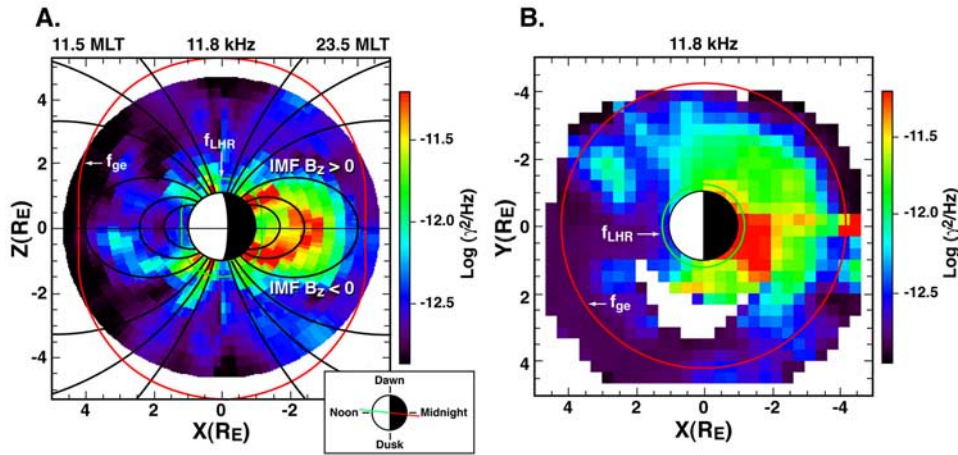 A.
11.5 MLT 11.8 kHz 23.5 MLT
4
2
0
-2
-4
Z(RE)
fge
fLHR
IMF Bz > 0
IMF Bz < 0
4 2 0 -2
X(RE)
-11.5
-12.0
-12.5
Log (γ²/Hz)
Dawn
Noon Midnight
Dusk
B.
11.8 kHz
-4
-2
0
2
4
Y(RE)
fLHR
fge
4 2 0 -2 -4
X(RE)
-11.5
-12.0
-12.5
Log (γ²/Hz)